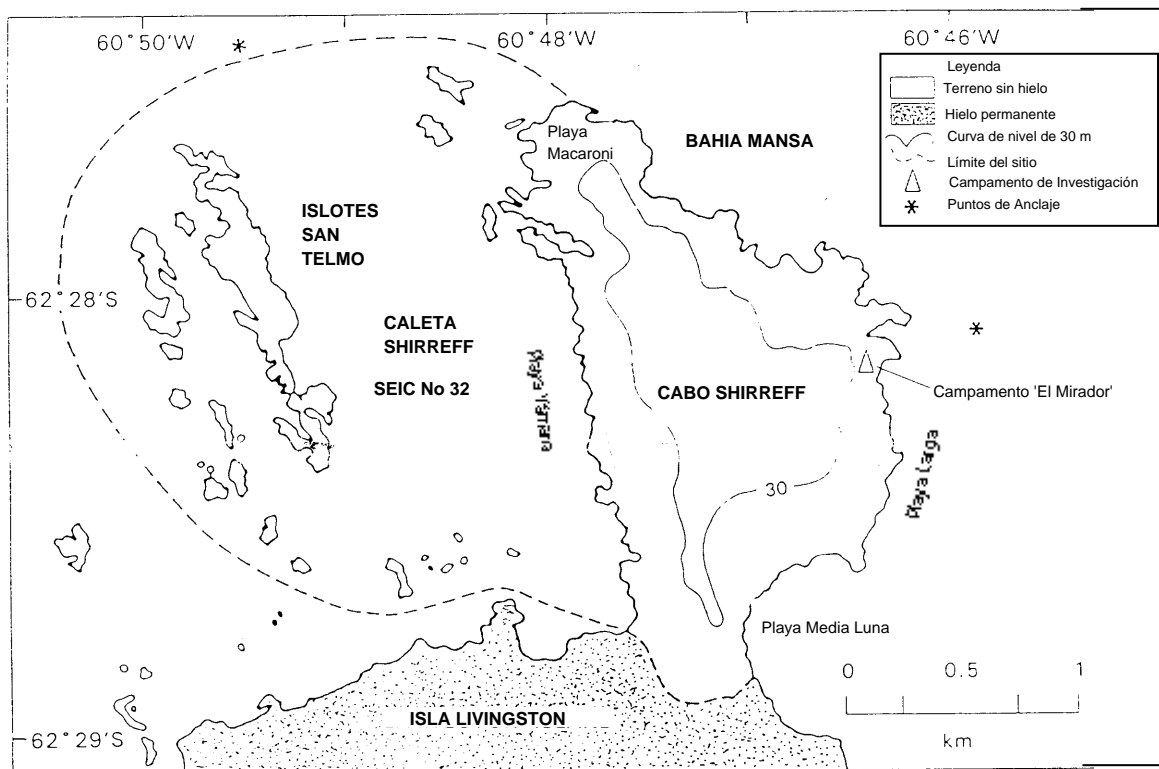 60°50'W
60°48'W
60°46'W
Leyenda
Terreno sin hielo
Hielo permanente
Curva de nivel de 30 m
Límite del sitio
Campamento de Investigación
Puntos de Anclaje
Playa
Macaroni
BAHIA MANSA
ISLOTES
SAN
TELMO
62°28'S
CALETA
SHIRREFF
SEIC No 32
Playa
CABO SHIRREFF
Campamento 'El Mirador'
Playa Larga
30
Playa Media Luna
0 0.5 1
km
ISLA LIVINGSTON
62°29'S